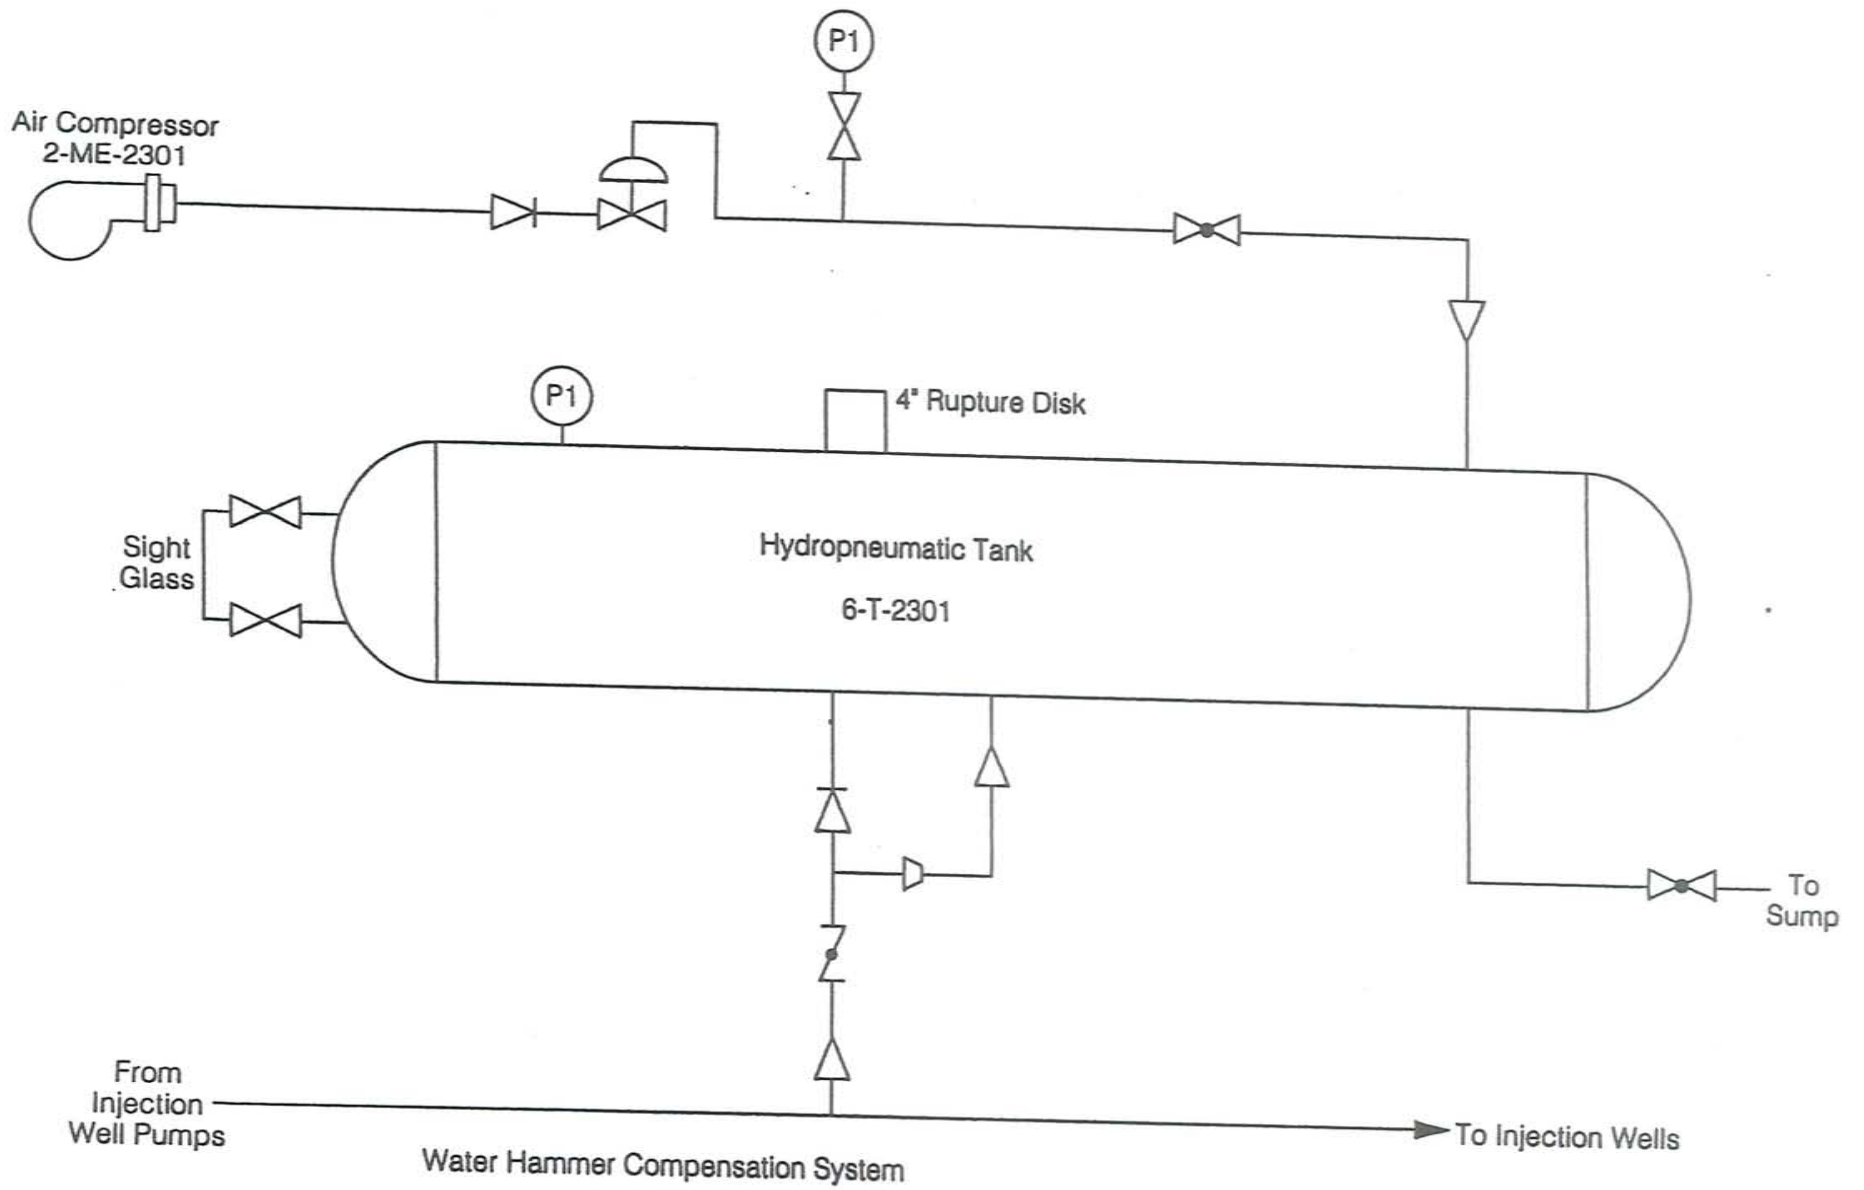 P1
Air Compressor
2-ME-2301
P1
4" Rupture Disk
Sight
Glass
Hydropneumatic Tank
6-T-2301
To
Sump
From
Injection
Well Pumps
To Injection Wells
Water Hammer Compensation System